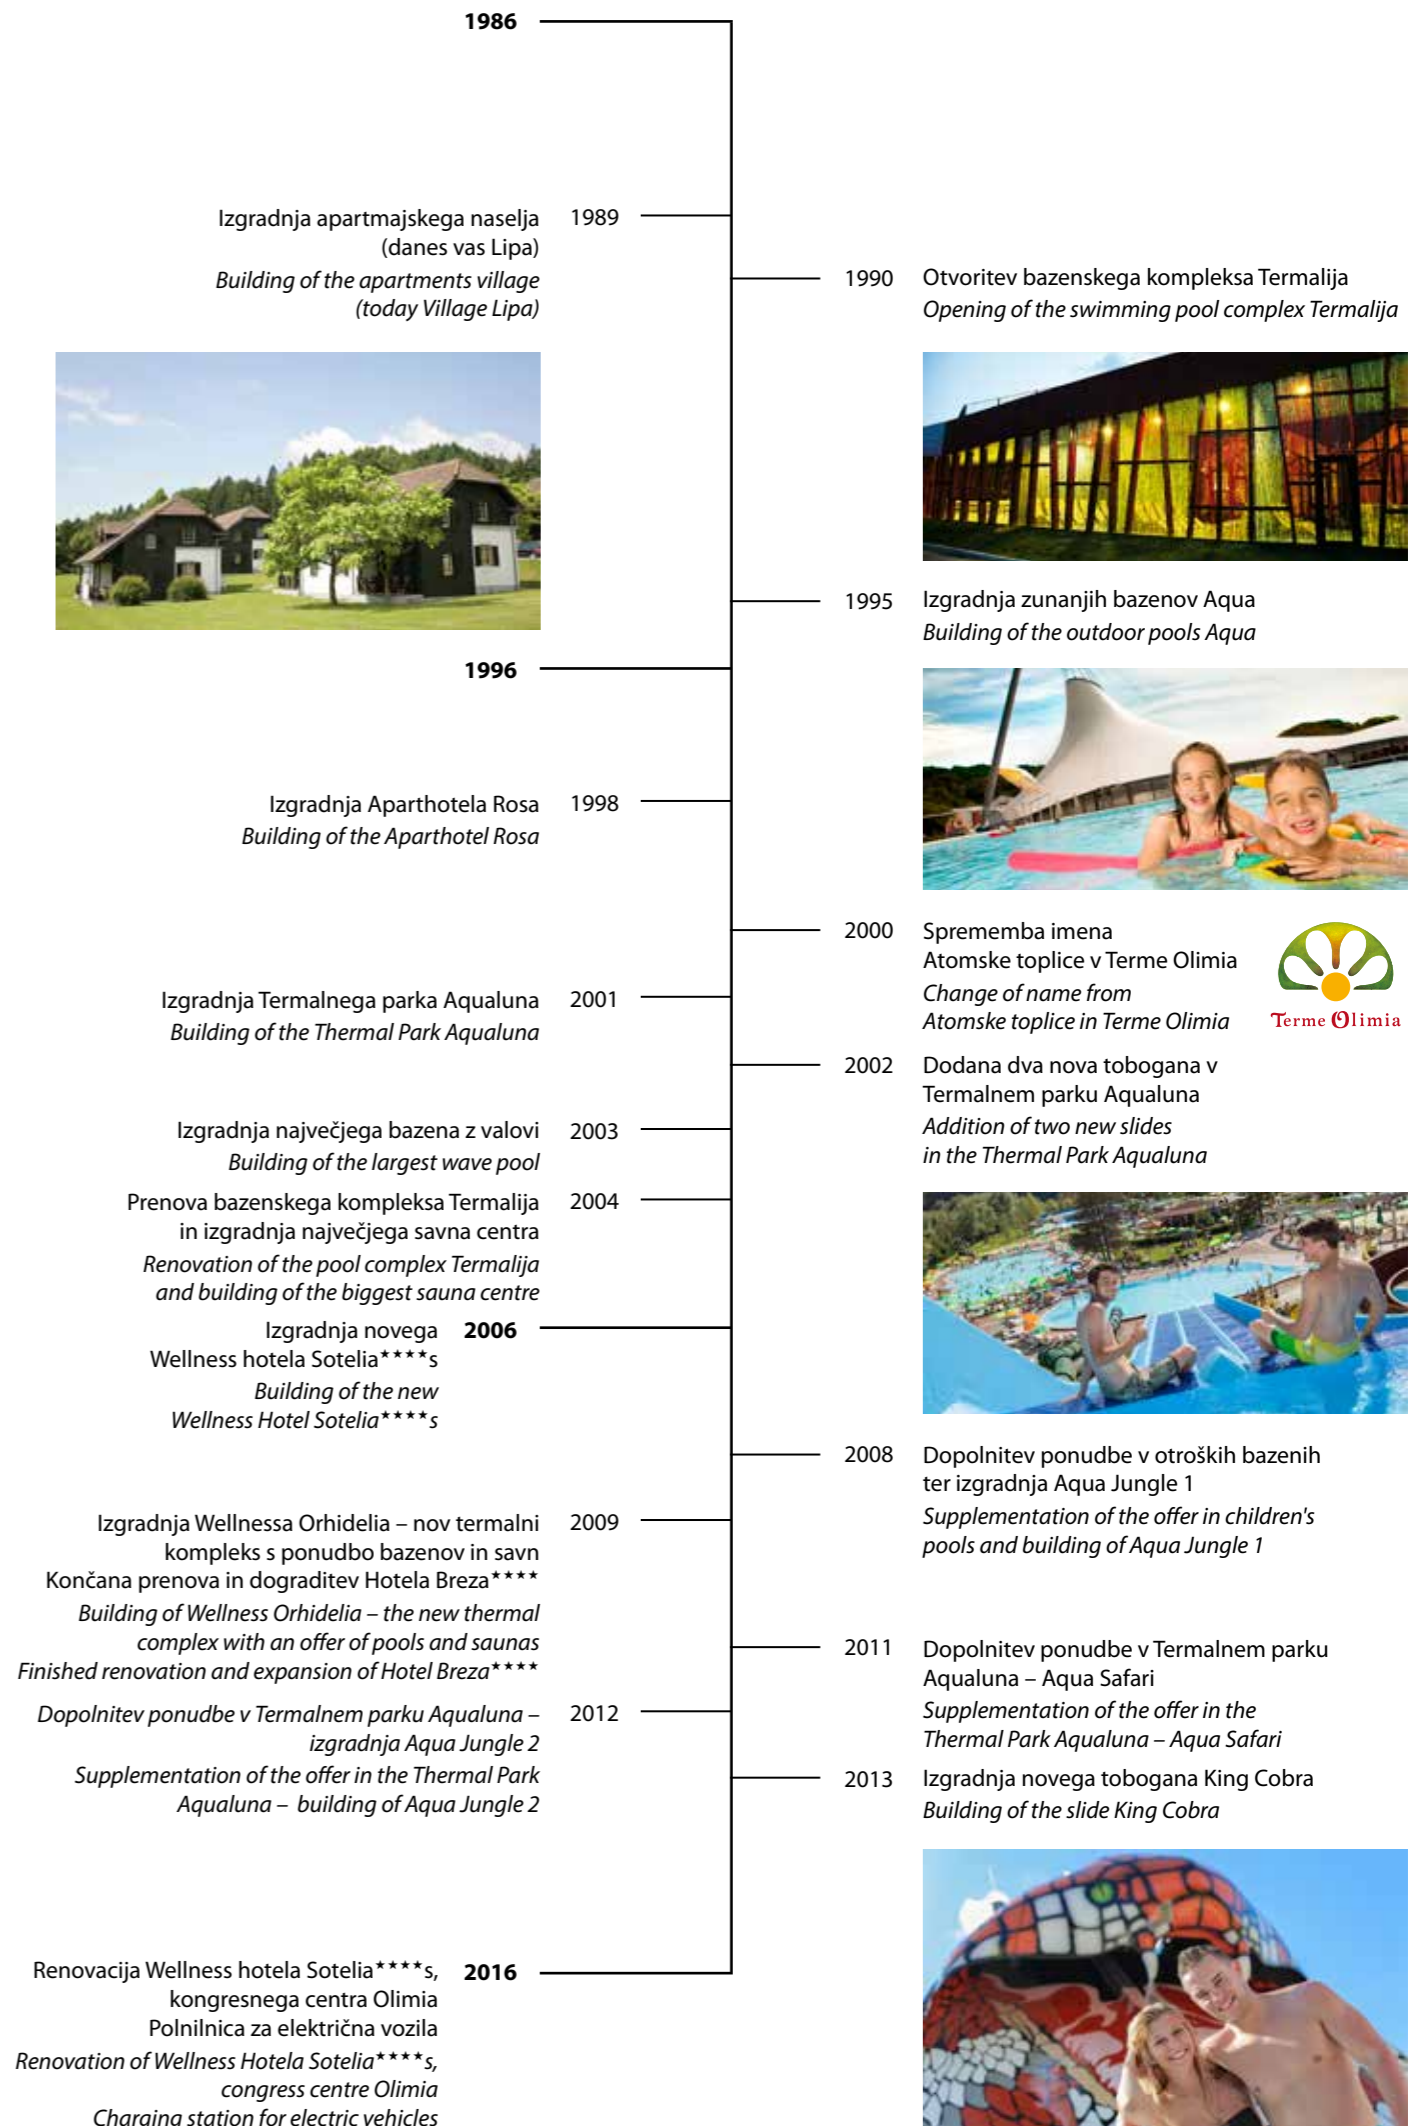 1986
Izgradnja apartmajskega naselja
(danes vas Lipa)
Building of the apartments village
(today Village Lipa)
1989
1990
Otvoritev bazenskega kompleksa Termalija
Opening of the swimming pool complex Termalija
1995
Izgradnja zunanjih bazenov Aqua
Building of the outdoor pools Aqua
1996
Izgradnja Aparthotela Rosa
Building of the Aparthotel Rosa
1998
2000
Sprememba imena
Atomske toplice v Terme Olimia
Change of name from
Atomske toplice in Terme Olimia
Terme Olimia
Izgradnja Termalnega parka Aqualuna
Building of the Thermal Park Aqualuna
2001
2002
Dodana dva nova tobogana v
Termalnem parku Aqualuna
Addition of two new slides
in the Thermal Park Aqualuna
Izgradnja največjega bazena z valovi
Building of the largest wave pool
2003
Prenova bazenskega kompleksa Termalija
in izgradnja največjega savna centra
Renovation of the pool complex Termalija
and building of the biggest sauna centre
2004
Izgradnja novega
Wellness hotela Sotelia★★★★s
Building of the new
Wellness Hotel Sotelia★★★★s
2006
2008
Dopolnitev ponudbe v otroških bazenih
ter izgradnja Aqua Jungle 1
Supplementation of the offer in children's
pools and building of Aqua Jungle 1
Izgradnja Wellnessa Orhidelia – nov termalni
kompleks s ponudbo bazenov in savn
Končana prenova in dograditev Hotela Breza★★★★
Building of Wellness Orhidelia – the new thermal
complex with an offer of pools and saunas
Finished renovation and expansion of Hotel Breza★★★★
2009
2011
Dopolnitev ponudbe v Termalnem parku
Aqualuna – Aqua Safari
Supplementation of the offer in the
Thermal Park Aqualuna – Aqua Safari
Dopolnitev ponudbe v Termalnem parku Aqualuna –
izgradnja Aqua Jungle 2
Supplementation of the offer in the Thermal Park
Aqualuna – building of Aqua Jungle 2
2012
2013
Izgradnja novega tobogana King Cobra
Building of the slide King Cobra
Renovacija Wellness hotela Sotelia★★★★s,
kongresnega centra Olimia
Polnilnica za električna vozila
Renovation of Wellness Hotela Sotelia★★★★s,
congress centre Olimia
Charging station for electric vehicles
2016